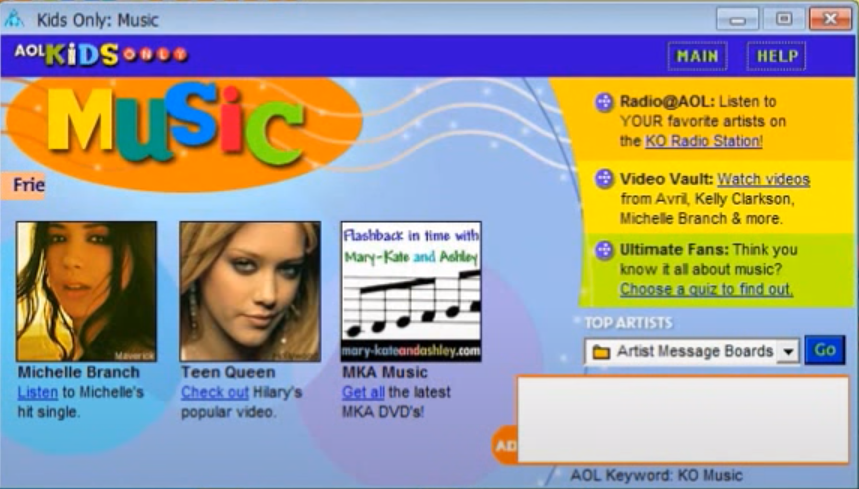 Kids Only: Music
AOL KiDS ONLY
MAIN
HELP
MuSiC
Frie
Radio@AOL: Listen to
YOUR favorite artists on
the KO Radio Station!
Video Vault: Watch videos
from Avril, Kelly Clarkson,
Michelle Branch & more.
Ultimate Fans: Think you
know it all about music?
Choose a quiz to find out.
Maverick
Flashback in time with
Mary-Kate and Ashley
mary-kateandashley.com
Michelle Branch
Listen to Michelle's
hit single.
Teen Queen
Check out Hilary's
popular video.
MKA Music
Get all the latest
MKA DVD's!
TOP ARTISTS
Artist Message Boards
Go
AD
AOL Keyword: KO Music